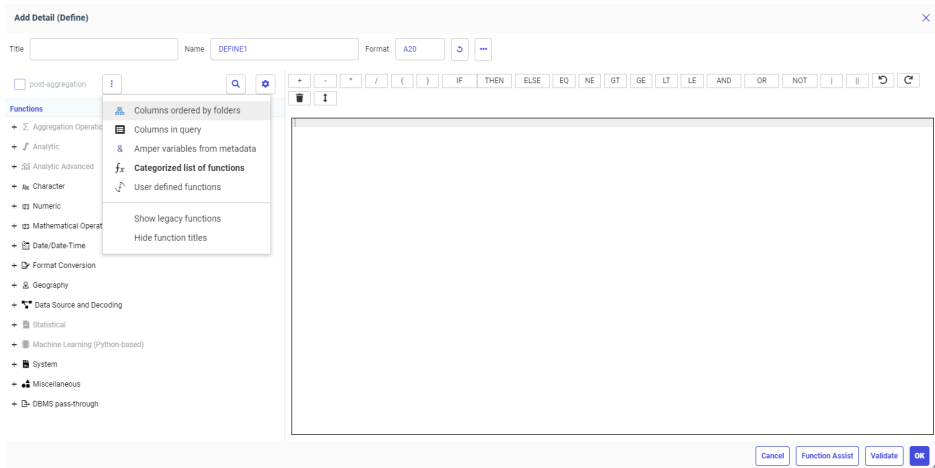 Add Detail (Define)
Title Name DEFINE1 Format A20
post-aggregation
+ - * / ( ) IF THEN ELSE EQ NE GT GE LT LE AND OR NOT | ||
Functions
Columns ordered by folders
Columns in query
& Amper variables from metadata
fx Categorized list of functions
User defined functions
Show legacy functions
Hide function titles
+ Σ Aggregation Operatio
+ Analytic
+ Analytic Advanced
+ Character
+ Numeric
+ Mathematical Operat
+ Date/Date-Time
+ Format Conversion
+ Geography
+ Data Source and Decoding
+ Statistical
+ Machine Learning (Python-based)
+ System
+ Miscellaneous
+ DBMS pass-through
Cancel Function Assist Validate OK